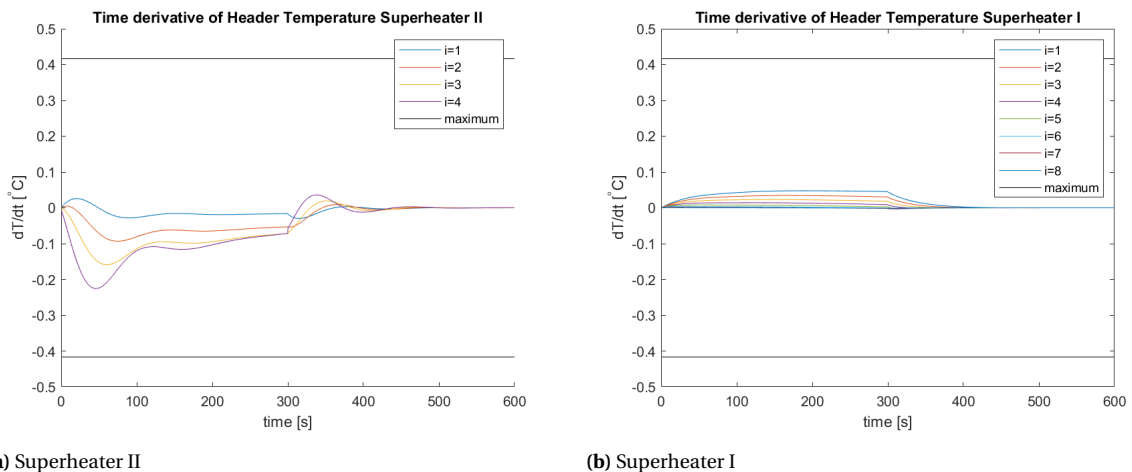 Time derivative of Header Temperature Superheater II
0.5
0.4
0.3
0.2
0.1
0
-0.1
-0.2
-0.3
-0.4
-0.5
dT/dt [°C]
i=1
i=2
i=3
i=4
maximum
0 100 200 300 400 500 600
time [s]
Time derivative of Header Temperature Superheater I
0.5
0.4
0.3
0.2
0.1
0
-0.1
-0.2
-0.3
-0.4
-0.5
dT/dt [°C]
i=1
i=2
i=3
i=4
i=5
i=6
i=7
i=8
maximum
0 100 200 300 400 500 600
time [s]
) Superheater II
(b) Superheater I